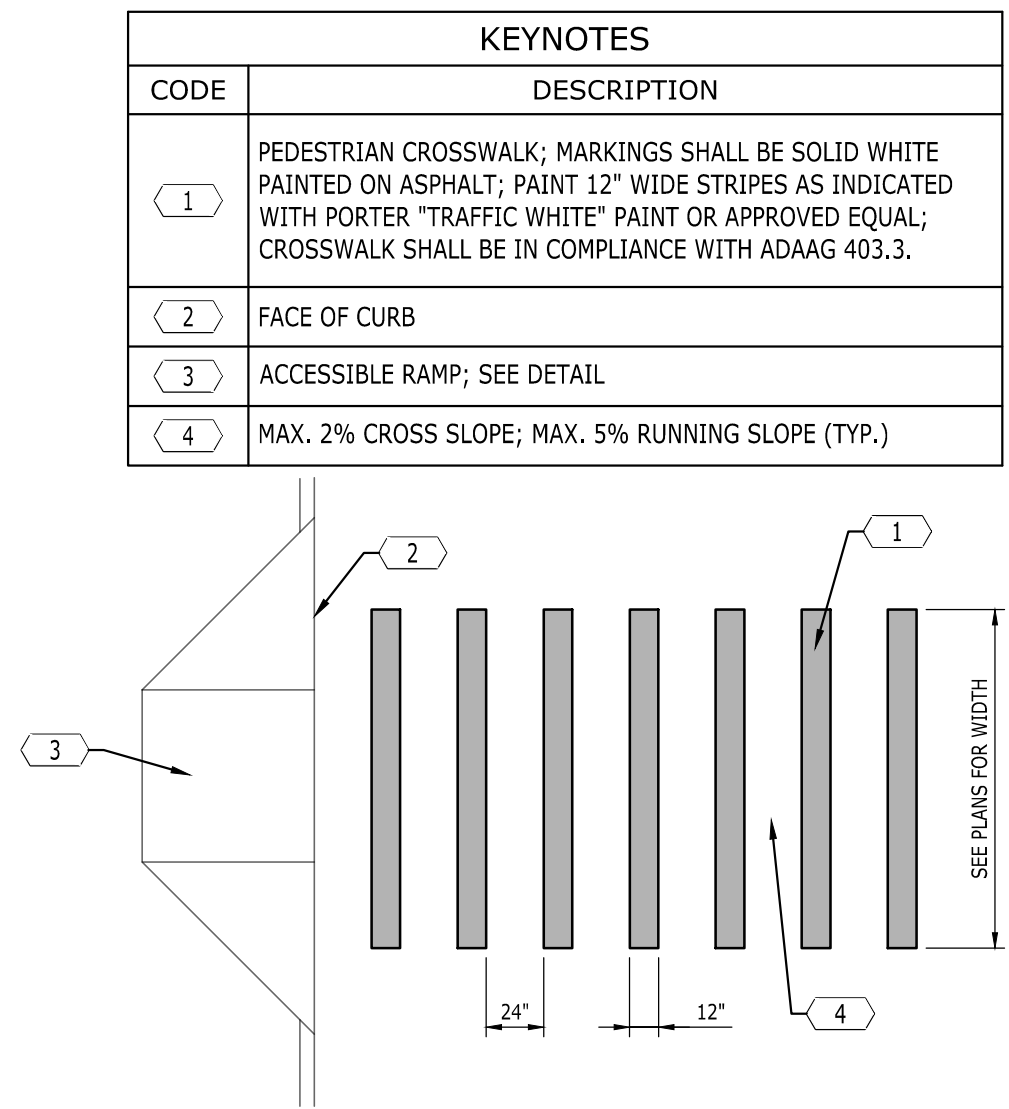 KEYNOTES
CODE DESCRIPTION
1 PEDESTRIAN CROSSWALK; MARKINGS SHALL BE SOLID WHITE
PAINTED ON ASPHALT; PAINT 12" WIDE STRIPES AS INDICATED
WITH PORTER "TRAFFIC WHITE" PAINT OR APPROVED EQUAL;
CROSSWALK SHALL BE IN COMPLIANCE WITH ADAAG 403.3.
2 FACE OF CURB
3 ACCESSIBLE RAMP; SEE DETAIL
4 MAX. 2% CROSS SLOPE; MAX. 5% RUNNING SLOPE (TYP.)
1
2
3
SEE PLANS FOR WIDTH
24"
12"
4